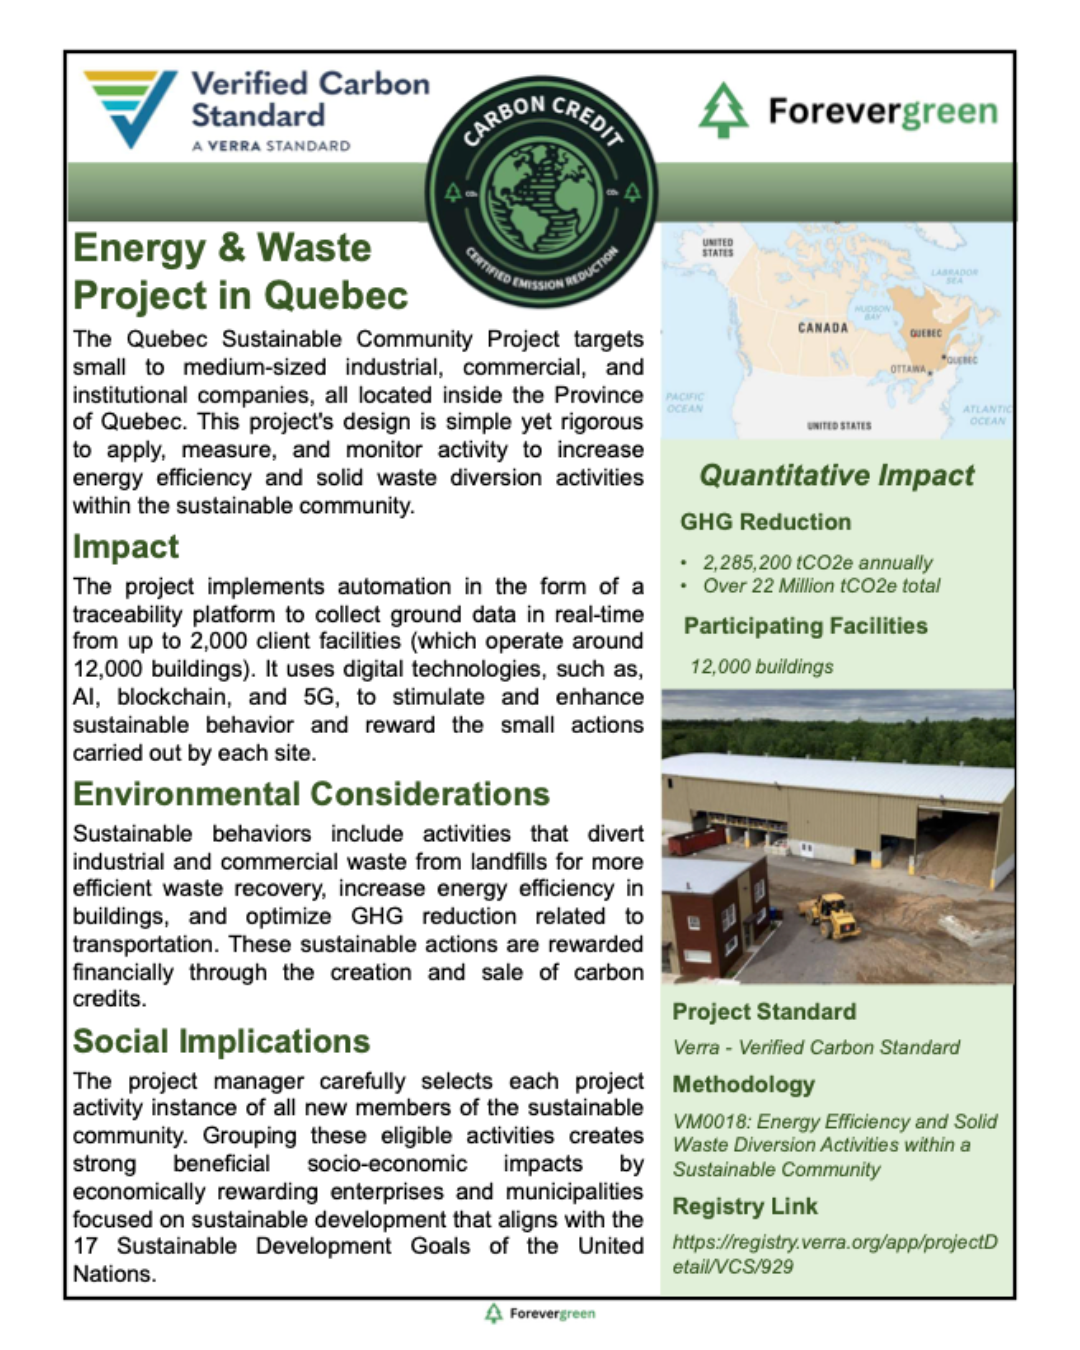 Verified Carbon
Standard
A VERRA STANDARD
CARBON CREDIT
CO₂
CO₂
CERTIFIED EMISSION REDUCTION
Forevergreen
Energy & Waste
Project in Quebec
The Quebec Sustainable Community Project targets
small to medium-sized industrial, commercial, and
institutional companies, all located inside the Province
of Quebec. This project's design is simple yet rigorous
to apply, measure, and monitor activity to increase
energy efficiency and solid waste diversion activities
within the sustainable community.
Impact
The project implements automation in the form of a
traceability platform to collect ground data in real-time
from up to 2,000 client facilities (which operate around
12,000 buildings). It uses digital technologies, such as,
AI, blockchain, and 5G, to stimulate and enhance
sustainable behavior and reward the small actions
carried out by each site.
Environmental Considerations
Sustainable behaviors include activities that divert
industrial and commercial waste from landfills for more
efficient waste recovery, increase energy efficiency in
buildings, and optimize GHG reduction related to
transportation. These sustainable actions are rewarded
financially through the creation and sale of carbon
credits.
Social Implications
The project manager carefully selects each project
activity instance of all new members of the sustainable
community. Grouping these eligible activities creates
strong beneficial socio-economic impacts by
economically rewarding enterprises and municipalities
focused on sustainable development that aligns with the
17 Sustainable Development Goals of the United
Nations.
UNITED
STATES
LABRADOR
SEA
HUDSON
BAY
CANADA
QUEBEC
QUEBEC
OTTAWA
PACIFIC
OCEAN
ATLANTIC
OCEAN
UNITED STATES
Quantitative Impact
GHG Reduction
• 2,285,200 tCO2e annually
• Over 22 Million tCO2e total
Participating Facilities
12,000 buildings
Project Standard
Verra - Verified Carbon Standard
Methodology
VM0018: Energy Efficiency and Solid
Waste Diversion Activities within a
Sustainable Community
Registry Link
https://registry.verra.org/app/projectD
etail/VCS/929
Forevergreen